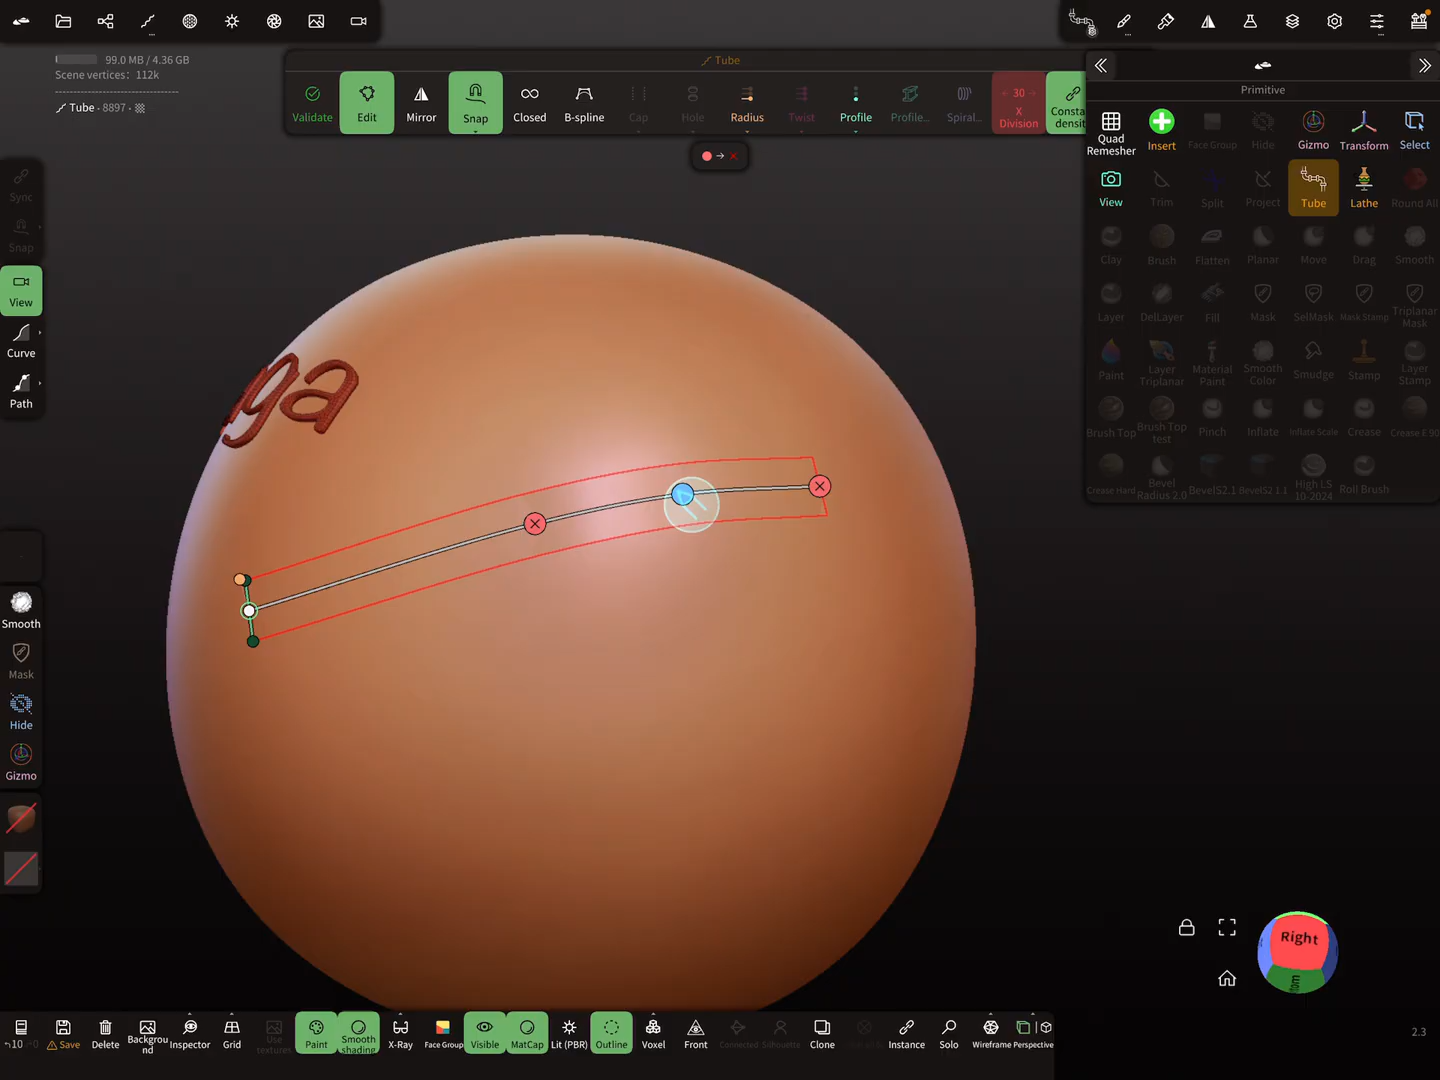 99.0 MB / 4.36 GB
Scene vertices: 112k
Tube - 8897 -
Tube
Validate
Edit
Mirror
Snap
Closed
B-spline
Cap
Hole
Radius
Twist
Profile
Profile...
Spiral...
30
X
Division
Consta
densit
Primitive
Quad
Remesher
Insert
Face Group
Hide
Gizmo
Transform
Select
View
Trim
Split
Project
Tube
Lathe
Round All
Clay
Brush
Flatten
Planar
Move
Drag
Smooth
Layer
DelLayer
Fill
Mask
SelMask
Mask Stamp
Triplanar
Mask
Paint
Layer
Triplanar
Material
Paint
Smooth
Color
Smudge
Stamp
Layer
Stamp
Brush Top
Brush Top
test
Pinch
Inflate
Inflate Scale
Crease
Crease E 90
Crease Hard
Bevel
Radius 2.0
BevelS2.1
BevelS2 1.1
High LS
10-2024
Roll Brush
Sync
Snap
View
Curve
Path
Smooth
Mask
Hide
Gizmo
ga
Right
2.3
10
0
Save
Delete
Backgrou
nd
Inspector
Grid
Use
textures
Paint
Smooth
shading
X-Ray
Face Group
Visible
MatCap
Lit (PBR)
Outline
Voxel
Front
Connected
Silhouette
Clone
Instance
Solo
Wireframe
Perspective